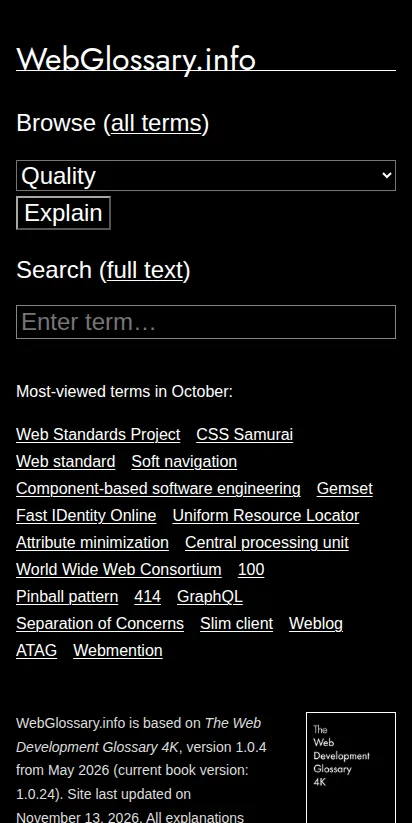 WebGlossary.info
Browse (all terms)
Quality
Explain
Search (full text)
Enter term…
Most-viewed terms in October:
Web Standards Project CSS Samurai
Web standard Soft navigation
Component-based software engineering Gemset
Fast IDentity Online Uniform Resource Locator
Attribute minimization Central processing unit
World Wide Web Consortium 100
Pinball pattern 414 GraphQL
Separation of Concerns Slim client Weblog
ATAG Webmention
WebGlossary.info is based on The Web
Development Glossary 4K, version 1.0.4
from May 2026 (current book version:
1.0.24). Site last updated on
November 13, 2026. All explanations
The
Web
Development
Glossary
4K